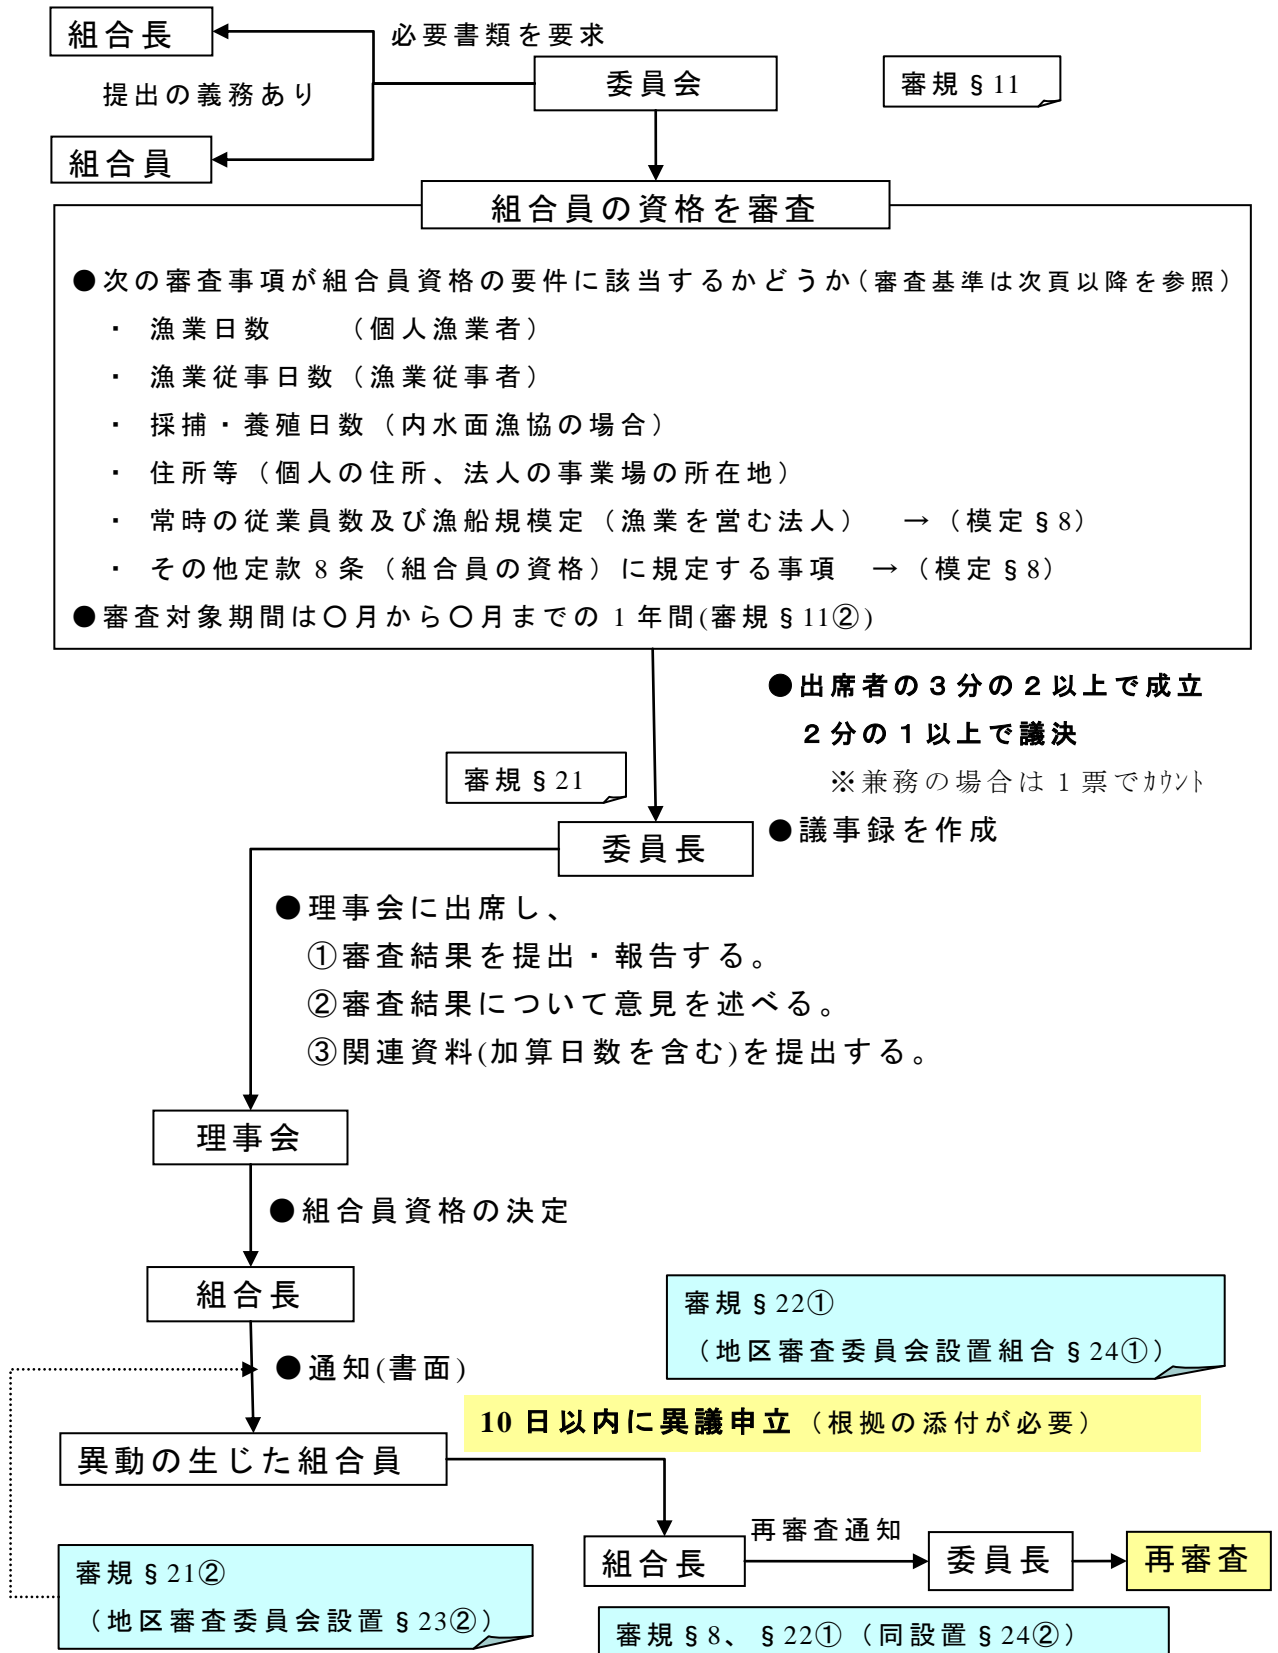 組合長
必要書類を要求
委員会
審規§11
提出の義務あり
組合員
組合員の資格を審査
●次の審査事項が組合員資格の要件に該当するかどうか（審査基準は次頁以降を参照）
・ 漁業日数　　（個人漁業者）
・ 漁業従事日数（漁業従事者）
・ 採捕・養殖日数（内水面漁協の場合）
・ 住所等（個人の住所、法人の事業場の所在地）
・ 常時の従業員数及び漁船規模定（漁業を営む法人）　→（模定§8）
・ その他定款8条（組合員の資格）に規定する事項　→（模定§8）
●審査対象期間は〇月から〇月までの1年間(審規§11②)
●出席者の３分の２以上で成立
２分の１以上で議決
※兼務の場合は1票でｶｳﾝﾄ
審規§21
委員長
●議事録を作成
●理事会に出席し、
①審査結果を提出・報告する。
②審査結果について意見を述べる。
③関連資料(加算日数を含む)を提出する。
理事会
●組合員資格の決定
組合長
審規§22①
（地区審査委員会設置組合§24①）
●通知(書面)
10日以内に異議申立（根拠の添付が必要）
異動の生じた組合員
組合長
再審査通知
委員長
再審査
審規§21②
（地区審査委員会設置§23②）
審規§8、§22①（同設置§24②）